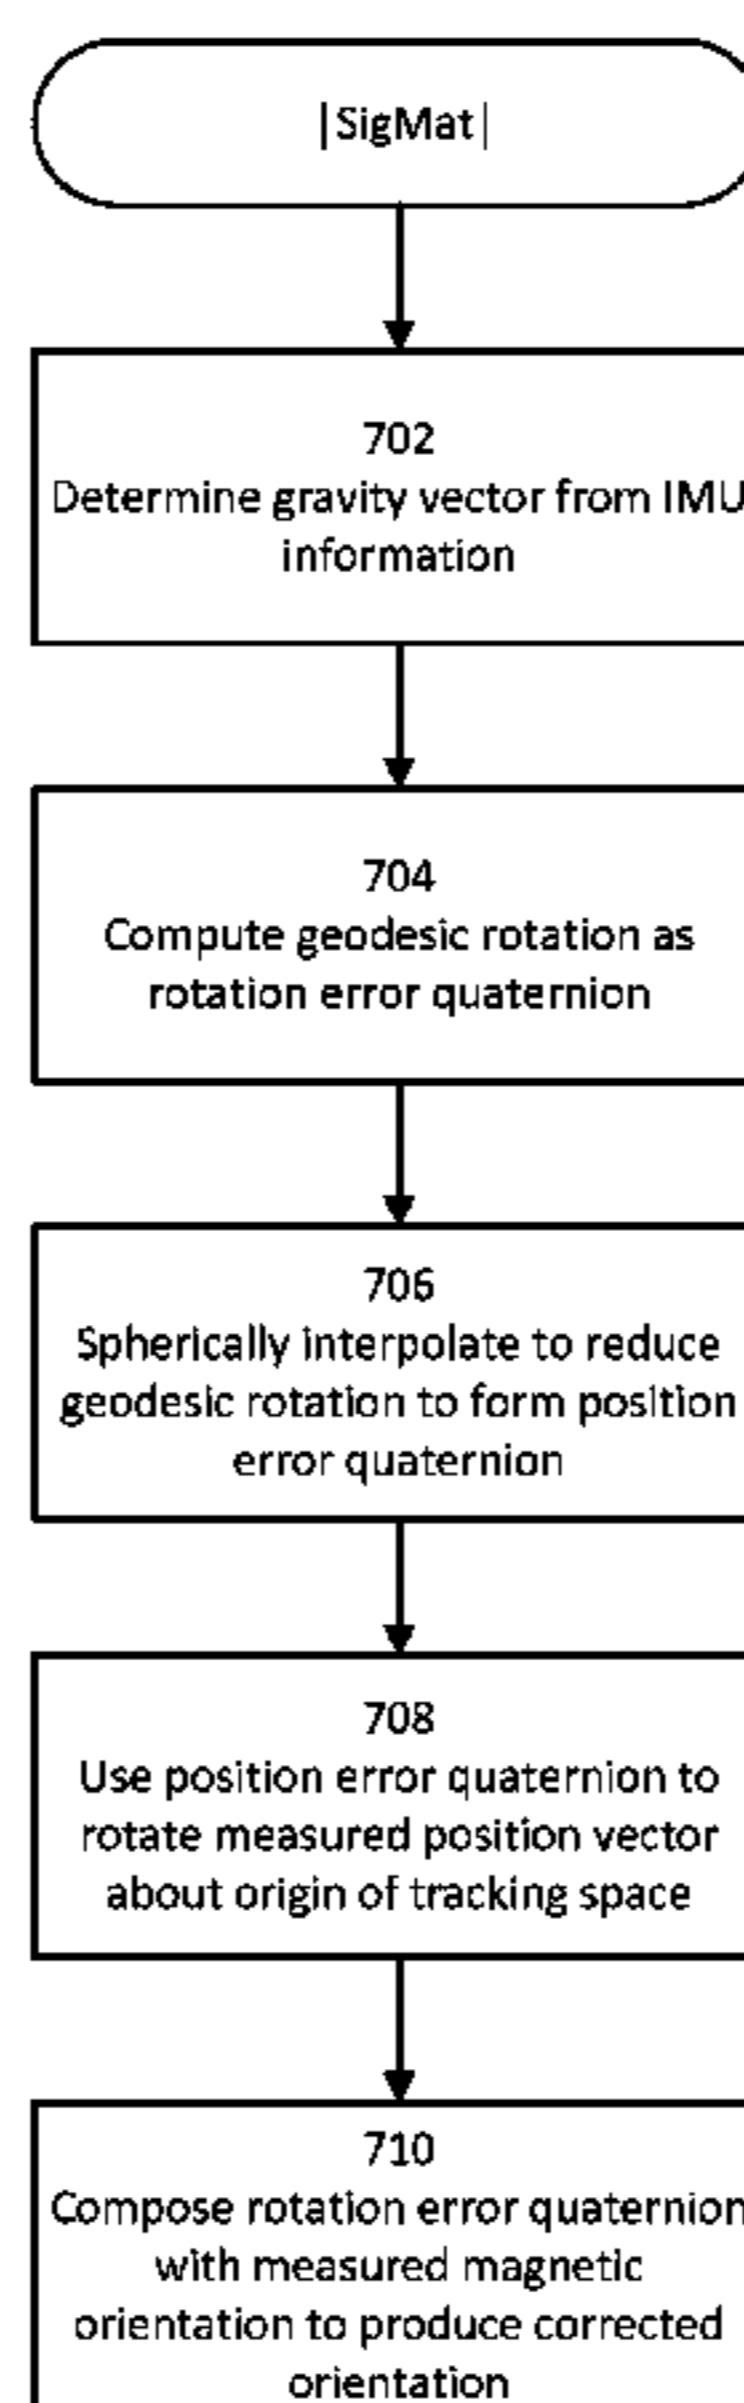 |SigMat|
702
Determine gravity vector from IMU
information
704
Compute geodesic rotation as
rotation error quaternion
706
Spherically interpolate to reduce
geodesic rotation to form position
error quaternion
708
Use position error quaternion to
rotate measured position vector
about origin of tracking space
710
Compose rotation error quaternion
with measured magnetic
orientation to produce corrected
orientation